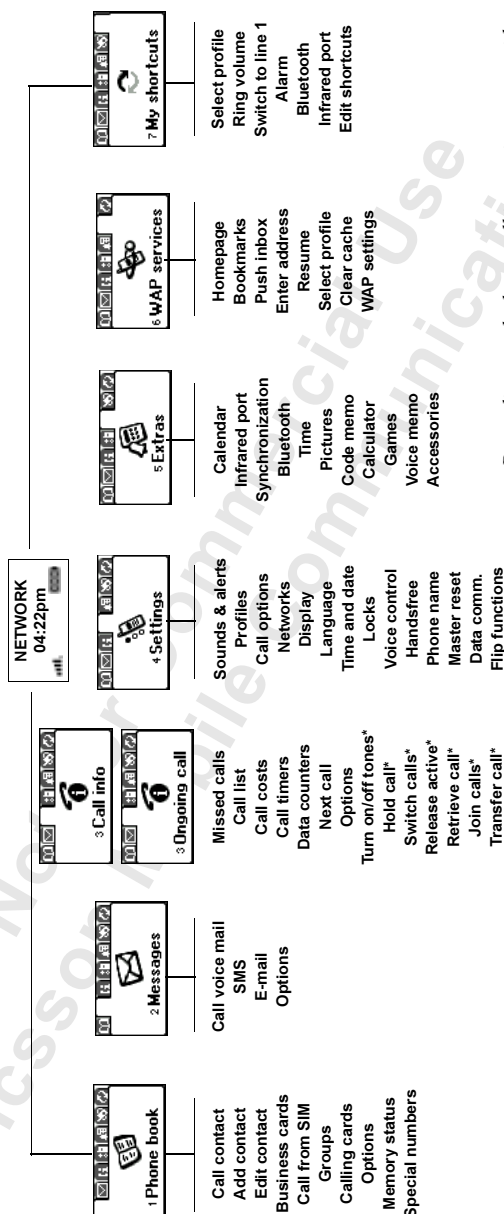 NETWORK
04:22pm
1 Phone book
Call contact
Add contact
Edit contact
Business cards
Call from SIM
Groups
Calling cards
Options
Memory status
Special numbers
2 Messages
Call voice mail
SMS
E-mail
Options
3 Call info
3 Ongoing call
Missed calls
Call list
Call costs
Call timers
Data counters
Next call
Options
Turn on/off tones*
Hold call*
Switch calls*
Release active*
Retrieve call*
Join calls*
Transfer call*
4 Settings
Sounds & alerts
Profiles
Call options
Networks
Display
Language
Time and date
Locks
Voice control
Handsfree
Phone name
Master reset
Data comm.
Flip functions
5 Extras
Calendar
Infrared port
Synchronization
Bluetooth
Time
Pictures
Code memo
Calculator
Games
Voice memo
Accessories
6 WAP services
Homepage
Bookmarks
Push inbox
Enter address
Resume
Select profile
Clear cache
WAP settings
7 My shortcuts
Select profile
Ring volume
Switch to line 1
Alarm
Bluetooth
Infrared port
Edit shortcuts